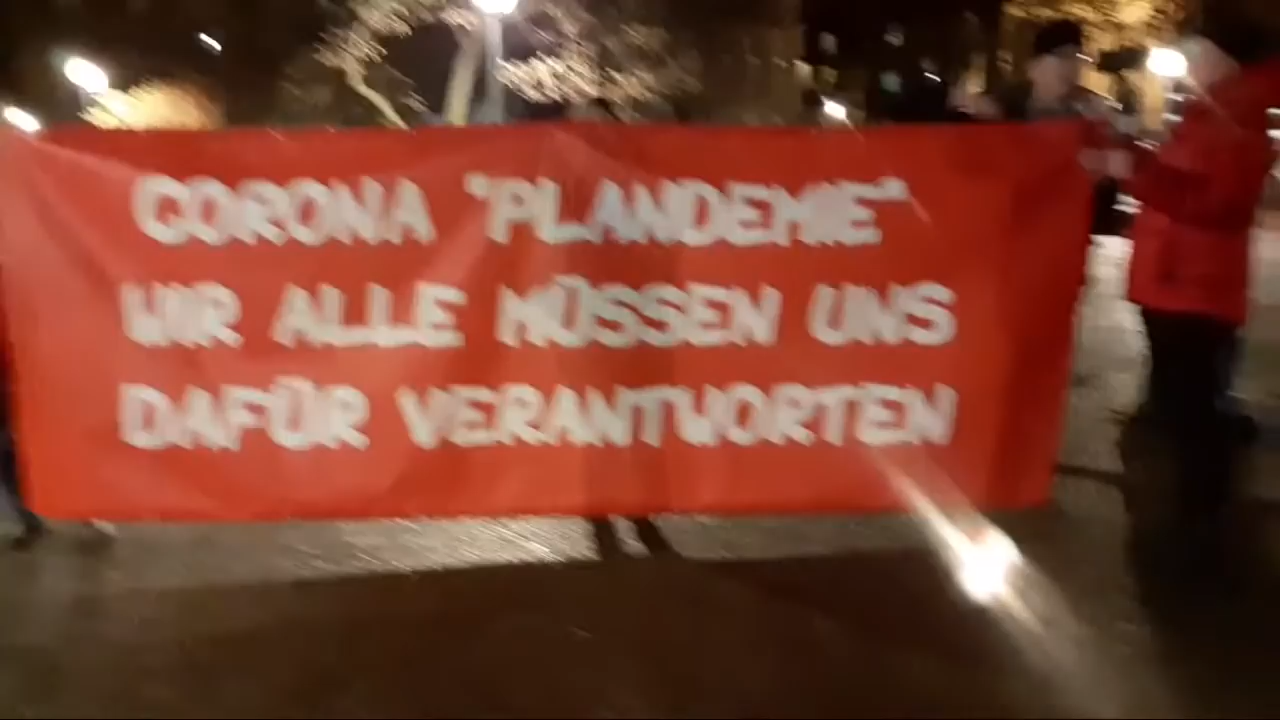 CORONA "PLANDEMIE"
WIR ALLE MÜSSEN UNS
DAFÜR VERANTWORTEN